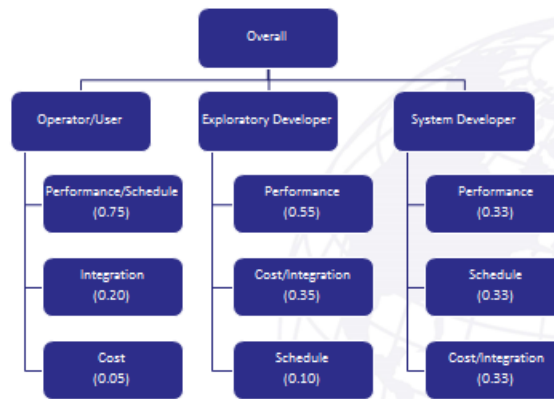 Overall
Operator/User
Exploratory Developer
System Developer
Performance/Schedule
(0.75)
Performance
(0.55)
Performance
(0.33)
Integration
(0.20)
Cost/Integration
(0.35)
Schedule
(0.33)
Cost
(0.05)
Schedule
(0.10)
Cost/Integration
(0.33)